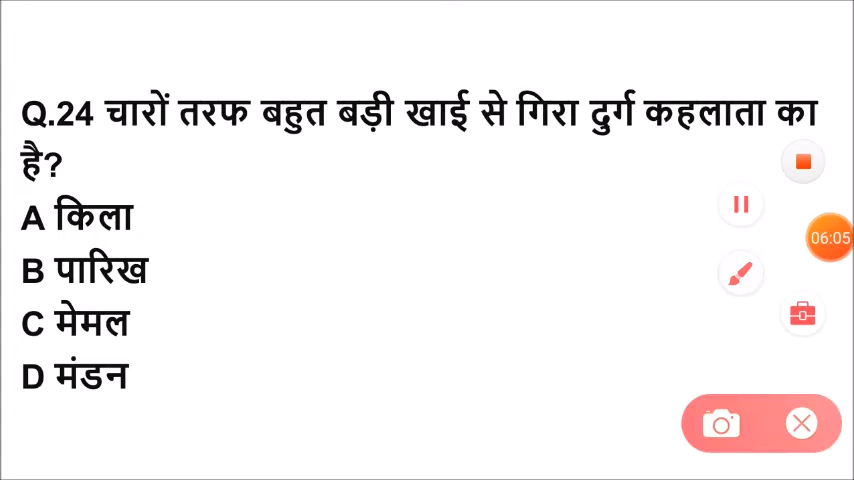 Q.24 चारों तरफ बहुत बड़ी खाई से गिरा दुर्ग कहलाता का
है?
A किला
B पारिख
C मेमल
D मंडन
06:05